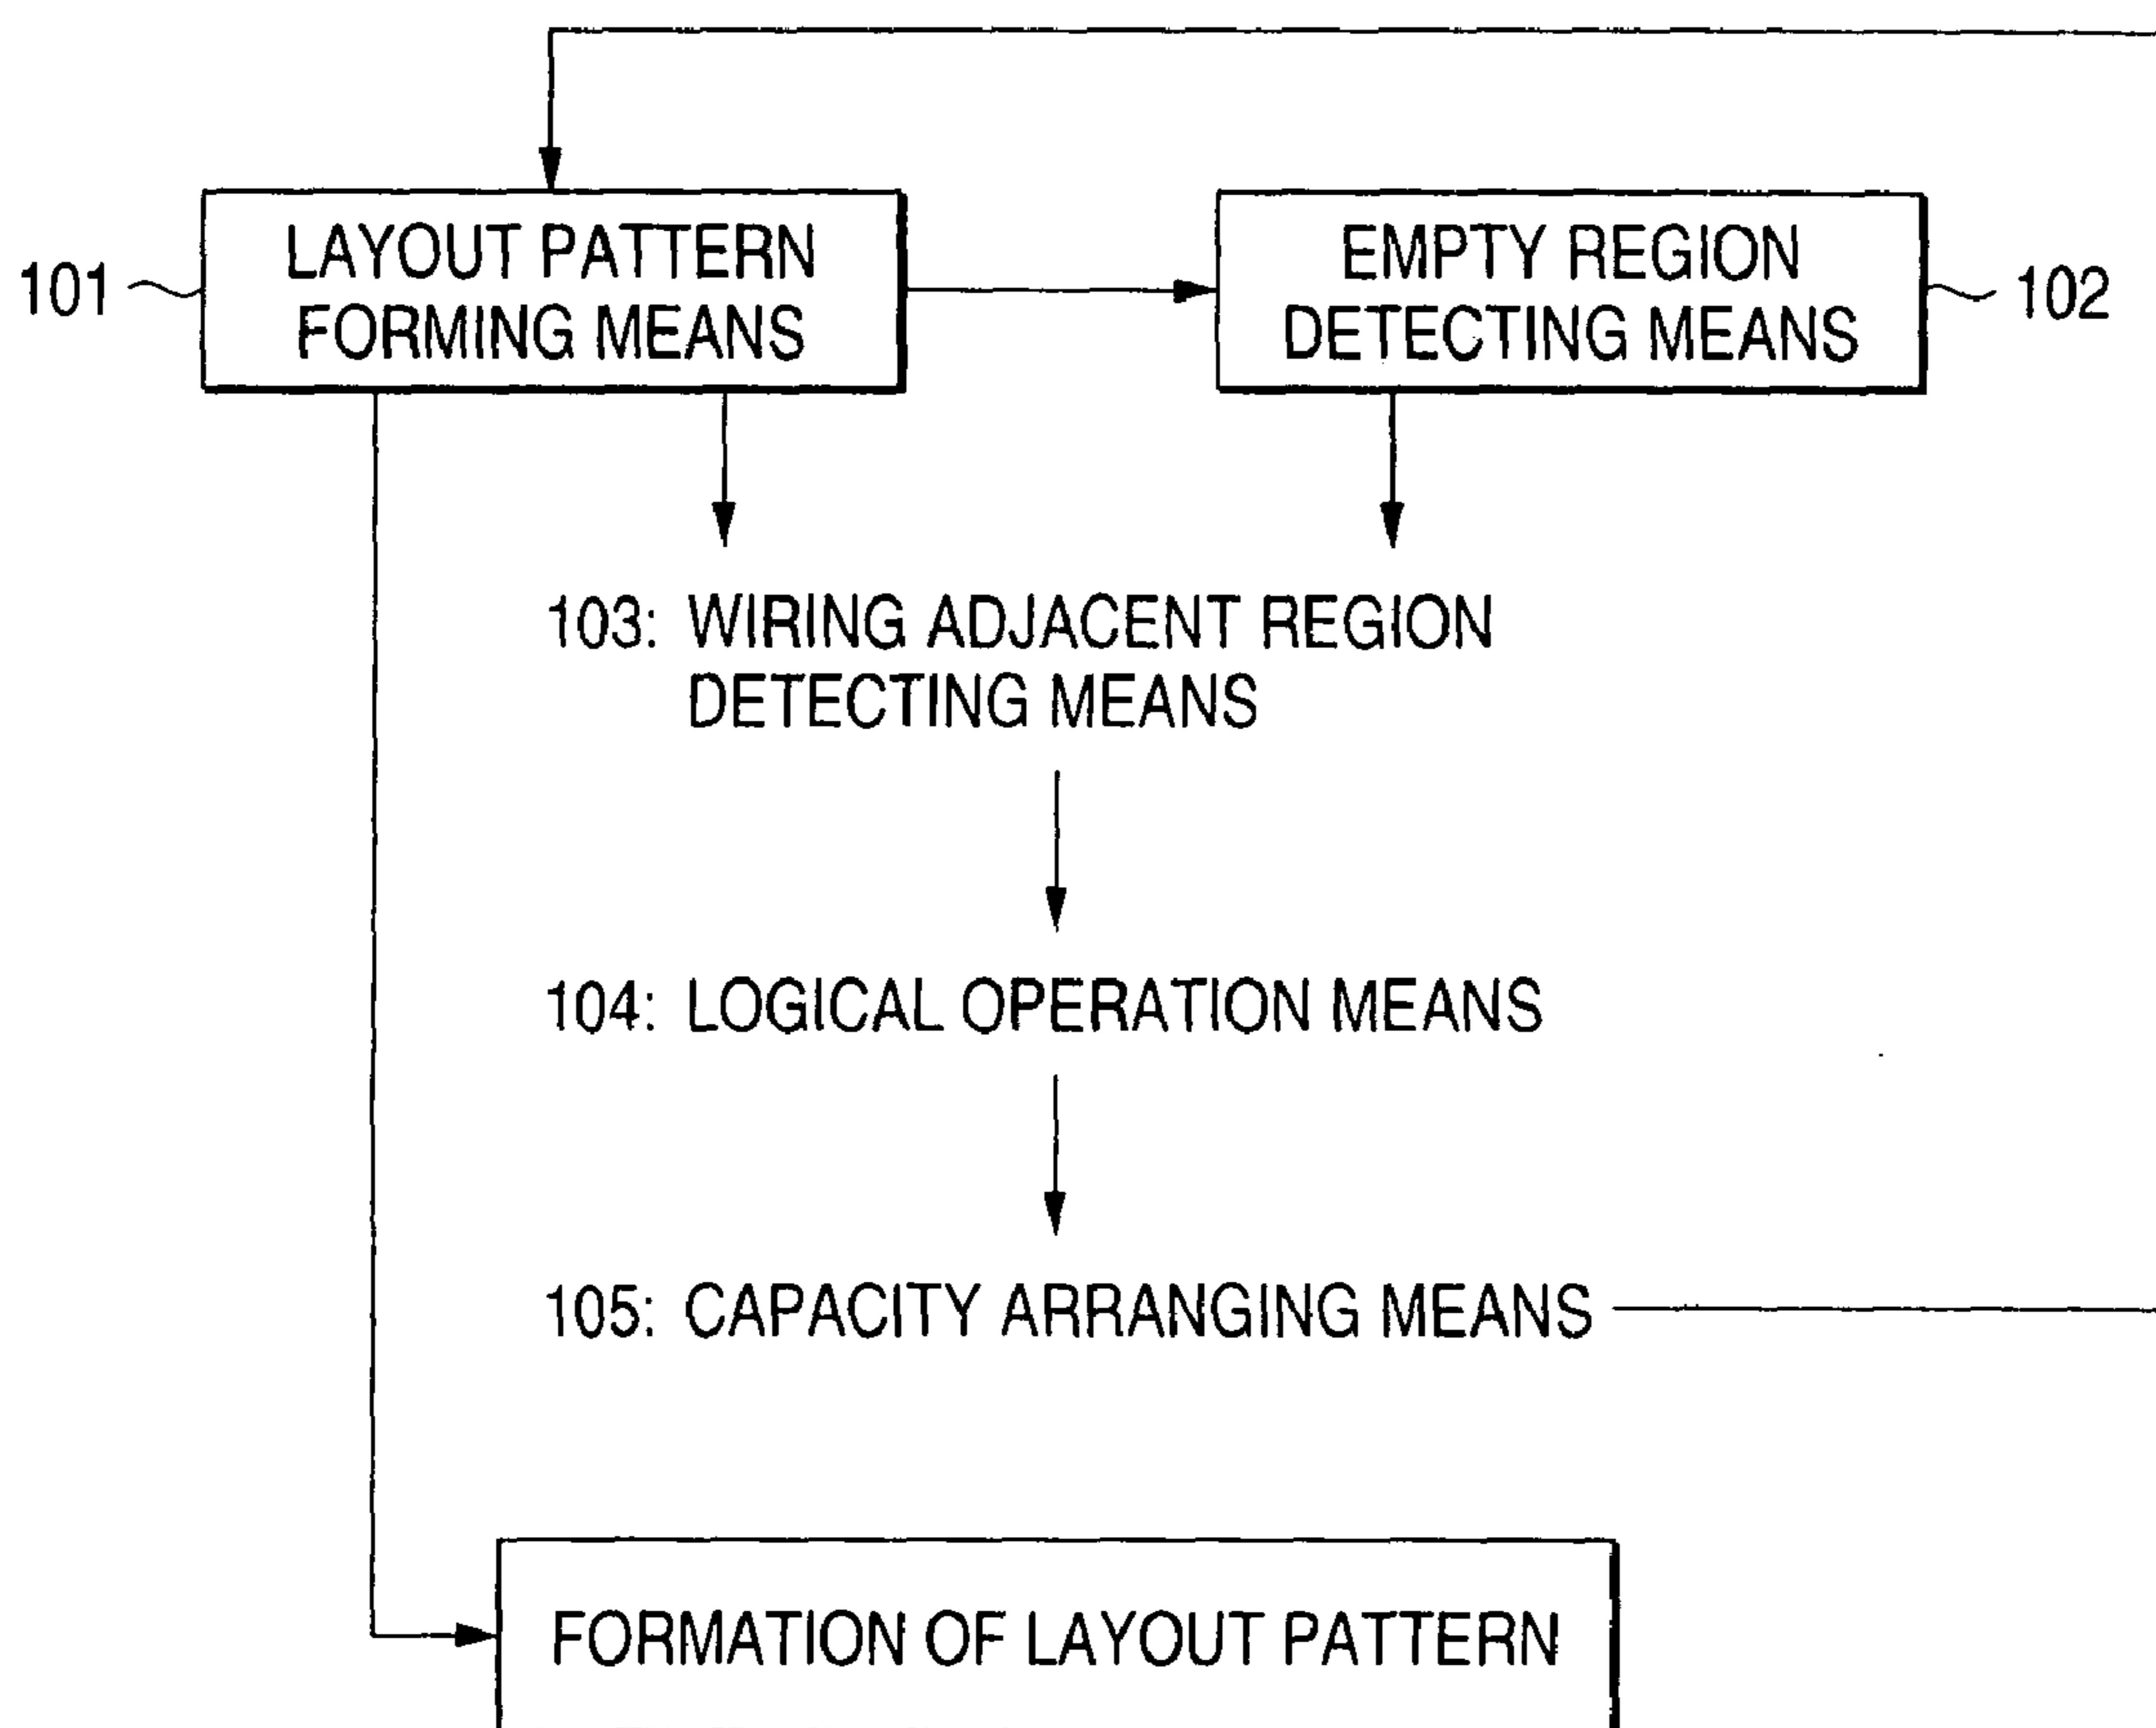 LAYOUT PATTERN
FORMING MEANS
101
EMPTY REGION
DETECTING MEANS
102
103: WIRING ADJACENT REGION
DETECTING MEANS
104: LOGICAL OPERATION MEANS
105: CAPACITY ARRANGING MEANS
FORMATION OF LAYOUT PATTERN